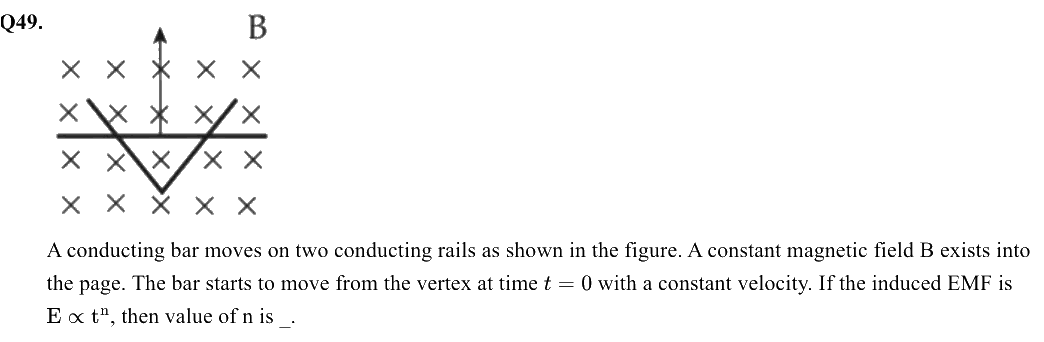 Q49.
B
A conducting bar moves on two conducting rails as shown in the figure. A constant magnetic field B exists into
the page. The bar starts to move from the vertex at time t = 0 with a constant velocity. If the induced EMF is
E ∝ tⁿ, then value of n is _.